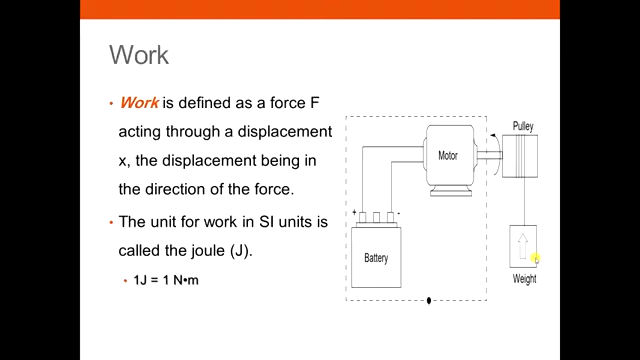 Work
• Work is defined as a force F
acting through a displacement
x, the displacement being in
the direction of the force.
• The unit for work in SI units is
called the joule (J).
• 1J = 1 N•m
Pulley
Motor
+ -
Battery
Weight